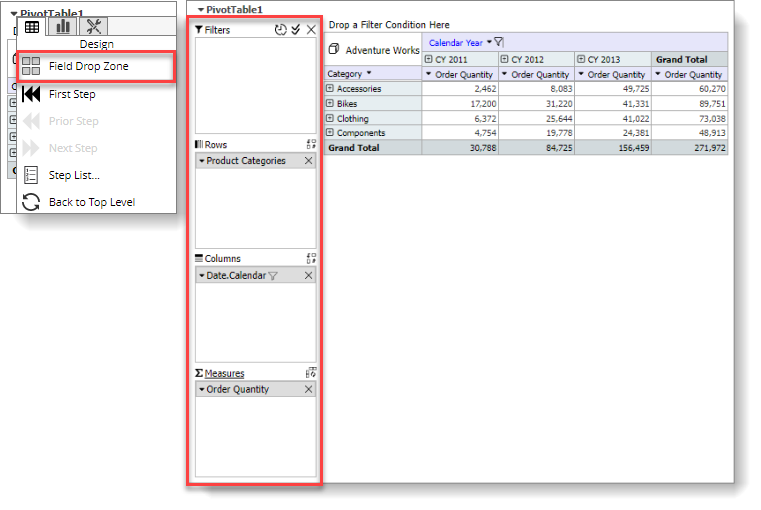 PivotTable1
Design
Field Drop Zone
First Step
Prior Step
Next Step
Step List...
Back to Top Level
PivotTable1
Filters
Rows
Product Categories
Columns
Date.Calendar
Σ Measures
Order Quantity
Drop a Filter Condition Here
Adventure Works Calendar Year
CY 2011 CY 2012 CY 2013 Grand Total
Category Order Quantity Order Quantity Order Quantity Order Quantity
Accessories 2,462 8,083 49,725 60,270
Bikes 17,200 31,220 41,331 89,751
Clothing 6,372 25,644 41,022 73,038
Components 4,754 19,778 24,381 48,913
Grand Total 30,788 84,725 156,459 271,972